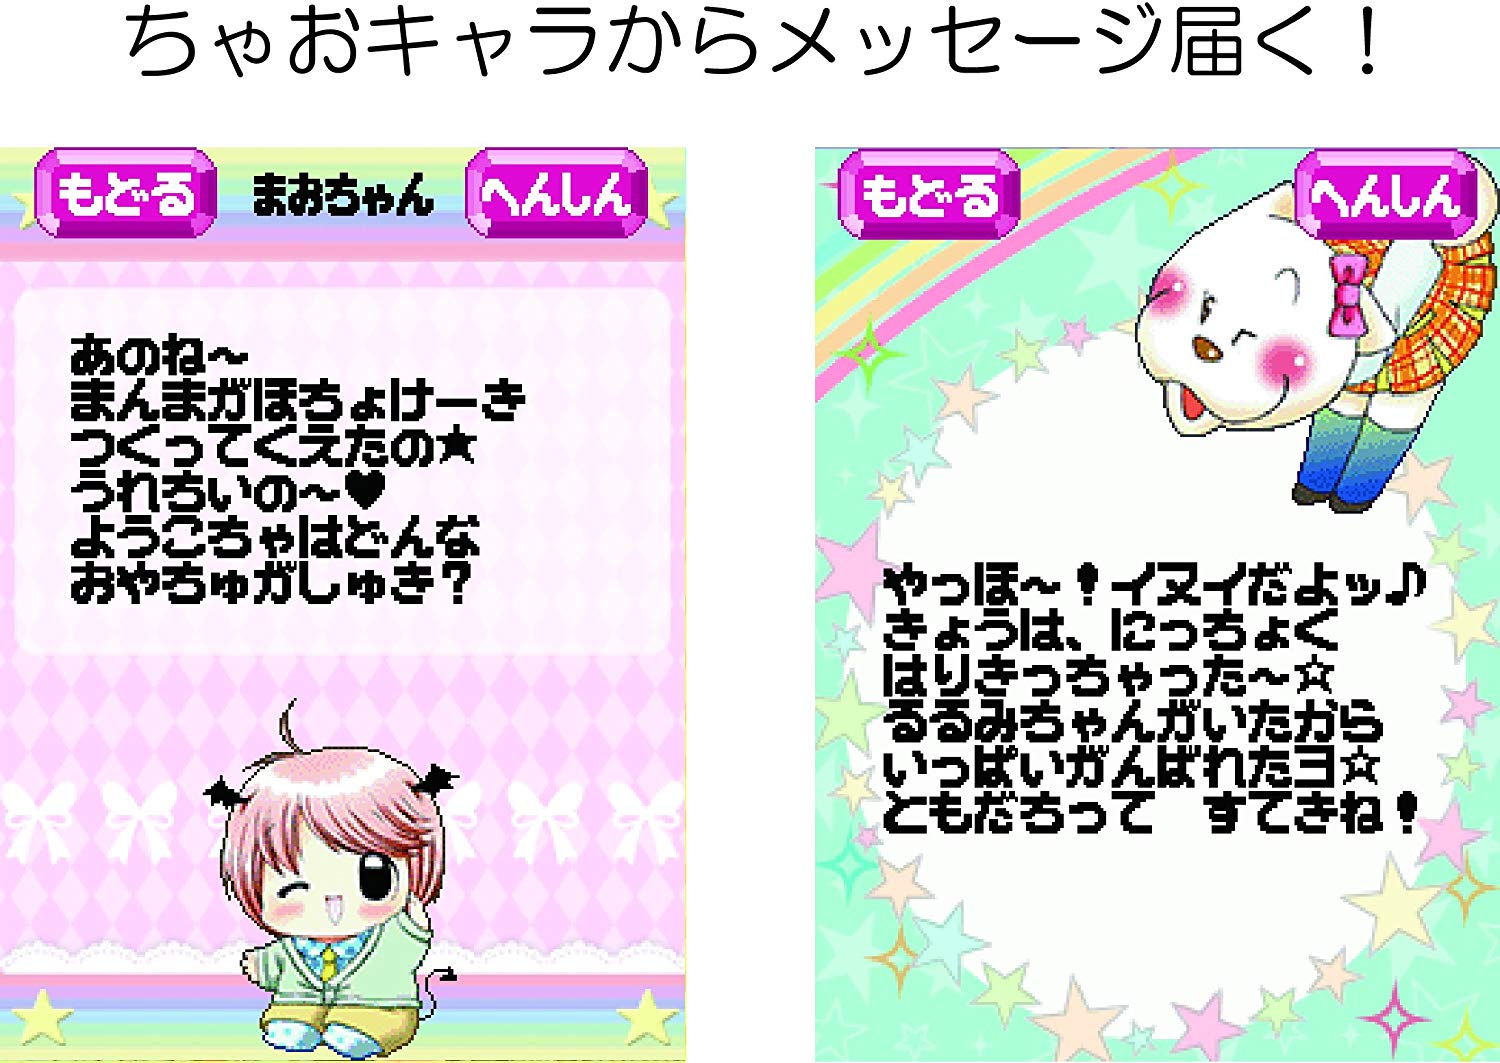 ちゃおキャラからメッセージ届く！
もどる まおちゃん へんしん
あのね～
まんまがほちょけーき
つくってくえたの★
うれちいの～♥
ようこちゃはどんな
おやちゅがしゅき？
もどる へんしん
やっほ～！イヌイだよッ♪
きょうは、にっちょく
はりきっちゃった～☆
るるみちゃんがいたから
いっぱいがんばれたヨ☆
ともだちって　すてきね！